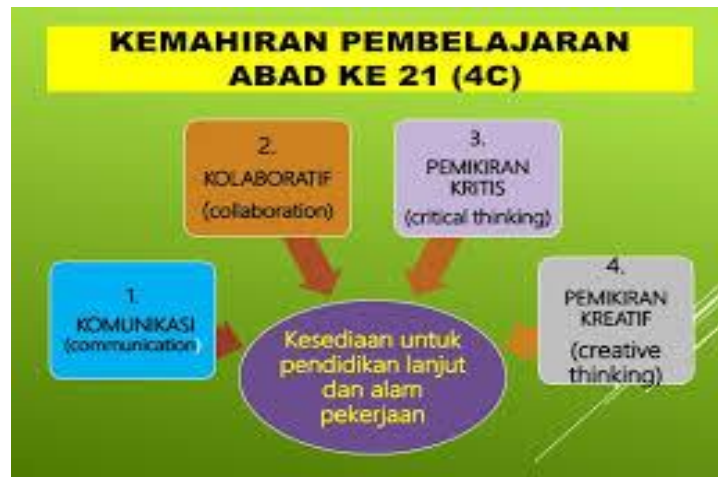 KEMAHIRAN PEMBELAJARAN
ABAD KE 21 (4C)
1.
KOMUNIKASI
(communication)
2.
KOLABORATIF
(collaboration)
3.
PEMIKIRAN
KRITIS
(critical thinking)
4.
PEMIKIRAN
KREATIF
(creative
thinking)
Kesediaan untuk
pendidikan lanjut
dan alam
pekerjaan